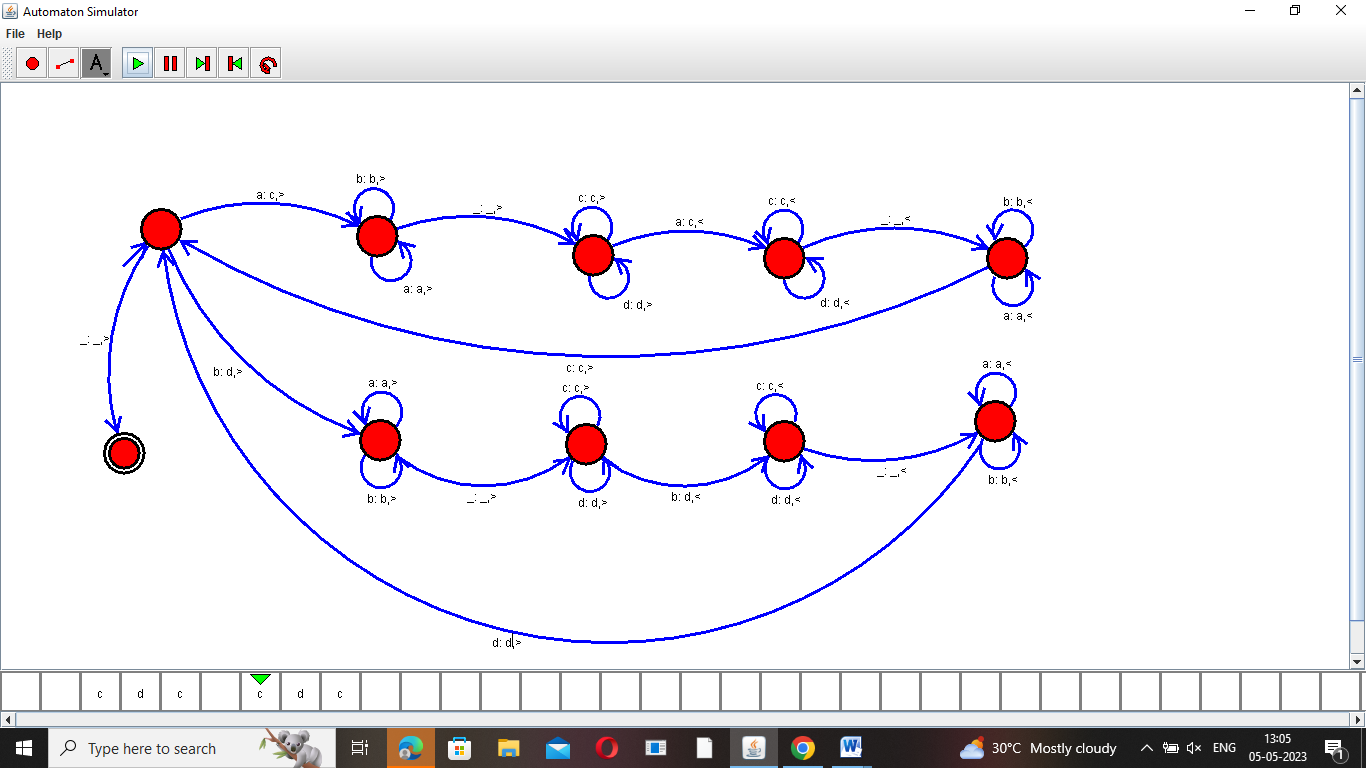 Automaton Simulator
File Help
A
b: b,>
a: c,>
_: _,>
c: c,>
a: c,<
c: c,<
_: _,<
b: b,<
a: a,>
d: d,>
d: d,<
a: a,<
_: _,>
c: c,>
b: d,>
a: a,>
c: c,>
c: c,<
a: a,<
b: b,>
_: _,>
d: d,>
b: d,<
d: d,<
_: _,<
b: b,<
d: d,>
c d c c d c
Type here to search
W
30°C Mostly cloudy
ENG
13:05
05-05-2023
1